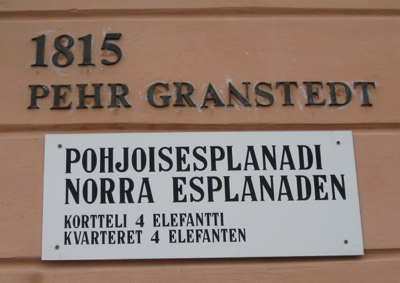 1815
PEHR GRANSTEDT
POHJOISESPLANADI
NORRA ESPLANADEN
KORTTELI 4 ELEFANTTI
KVARTERET 4 ELEFANTEN